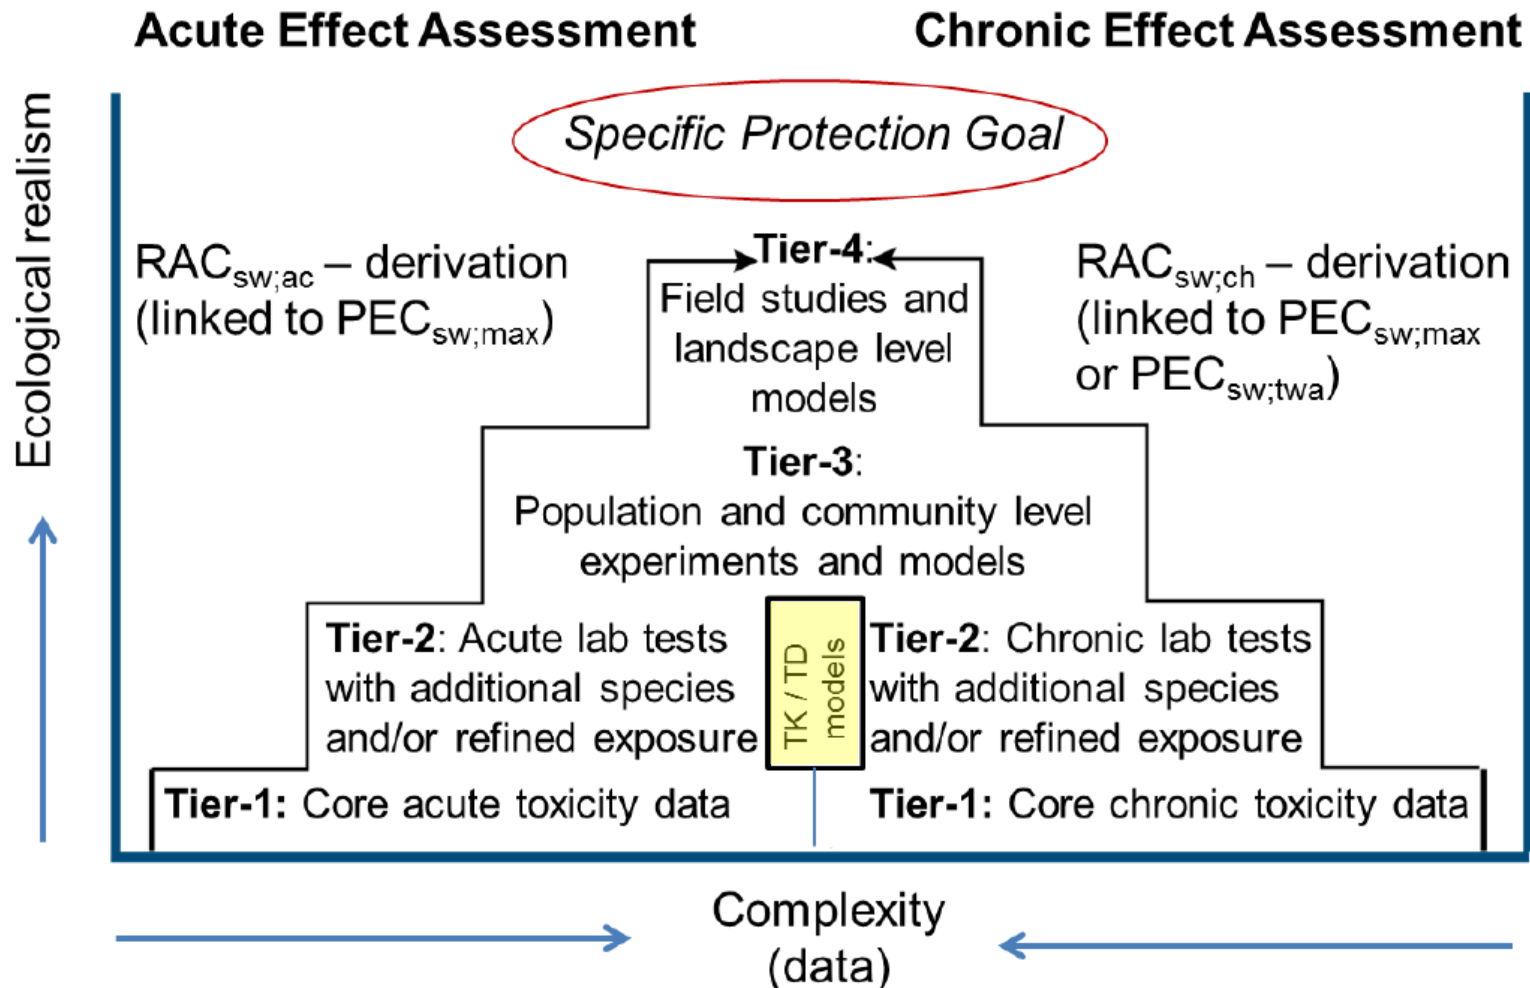 Acute Effect Assessment
Chronic Effect Assessment
Ecological realism
Specific Protection Goal
RACsw;ac – derivation
(linked to PECsw;max)
RACsw;ch – derivation
(linked to PECsw;max
or PECsw;twa)
Tier-4:
Field studies and
landscape level
models
Tier-3:
Population and community level
experiments and models
Tier-2: Acute lab tests
with additional species
and/or refined exposure
TK / TD
models
Tier-2: Chronic lab tests
with additional species
and/or refined exposure
Tier-1: Core acute toxicity data
Tier-1: Core chronic toxicity data
Complexity
(data)